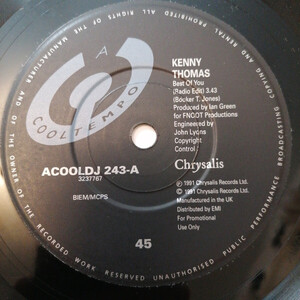 ALL RIGHTS OF THE MANUFACTURER AND OF THE OWNER OF THE RECORDED WORK RESERVED UNAUTHORISED PUBLIC PERFORMANCE BROADCASTING COPYING AND RENTAL PROHIBITED
A
COOLTEMPO
KENNY
THOMAS
Best Of You
(Radio Edit) 3.43
(Booker T. Jones)
Produced by Ian Green
for FNGOT Productions
Engineered by
John Lyons
Copyright
Control
Chrysalis
ACOOLDJ 243-A
3237767
BIEM/MCPS
℗ 1991 Chrysalis Records Ltd.
© 1991 Chrysalis Records Ltd.
Manufactured in the UK
Distributed by EMI
For Promotional
Use Only
45